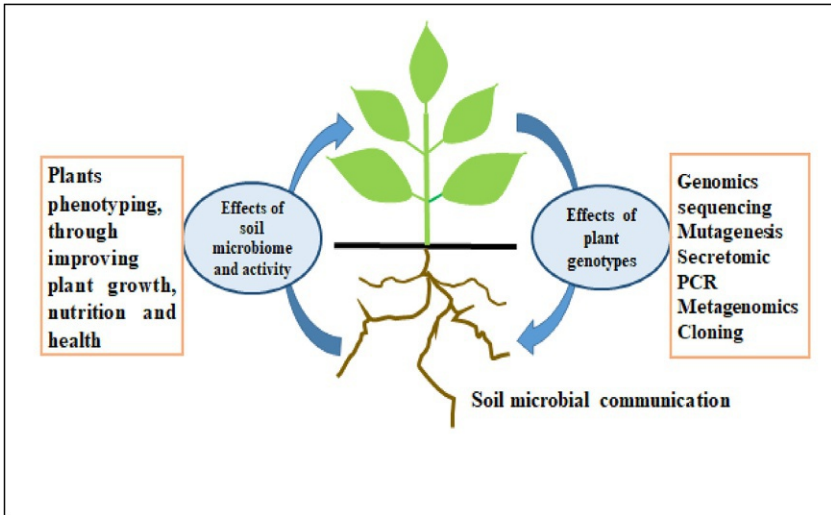 Plants
phenotyping,
through
improving
plant growth,
nutrition and
health
Effects of
soil
microbiome
and activity
Effects of
plant
genotypes
Genomics
sequencing
Mutagenesis
Secretomic
PCR
Metagenomics
Cloning
Soil microbial communication